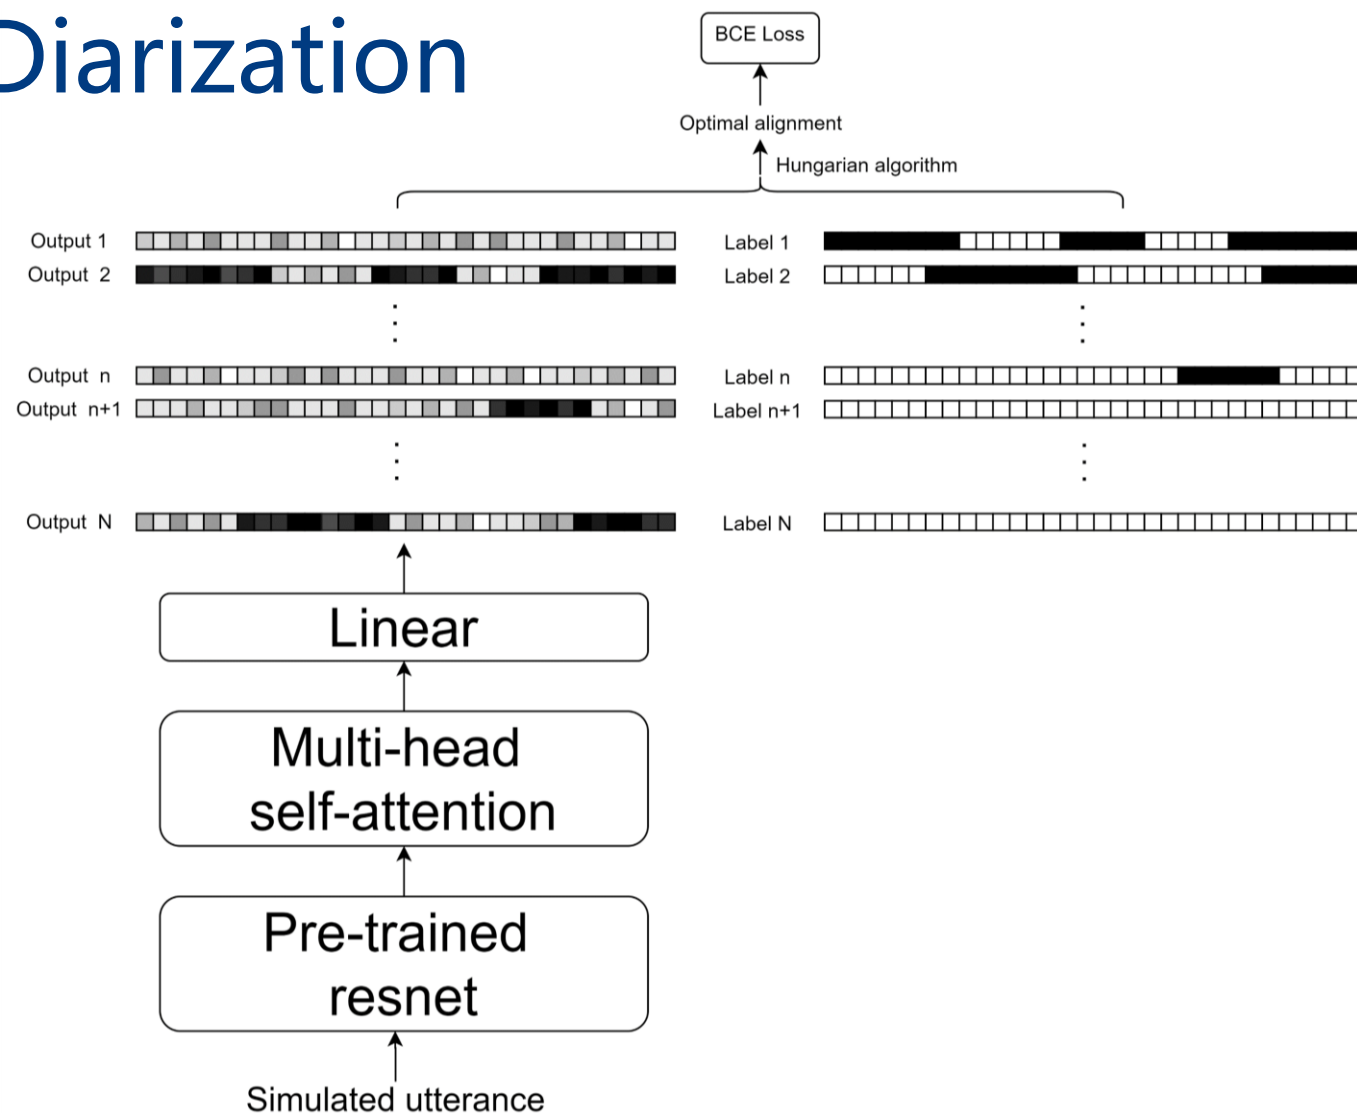 Diarization
BCE Loss
Optimal alignment
Hungarian algorithm
Output 1
Label 1
Output 2
Label 2
Output n
Label n
Output n+1
Label n+1
Output N
Label N
Linear
Multi-head
self-attention
Pre-trained
resnet
Simulated utterance